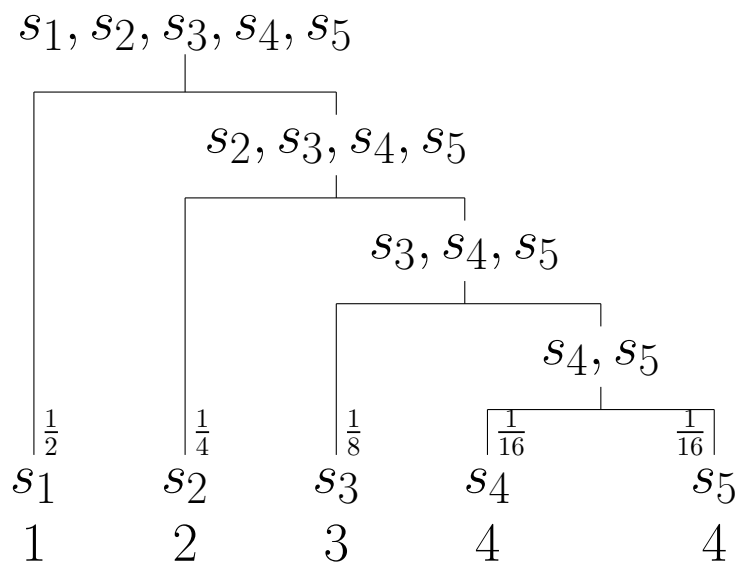 s₁, s₂, s₃, s₄, s₅
s₂, s₃, s₄, s₅
s₃, s₄, s₅
s₄, s₅
1/2 1/4 1/8 1/16 1/16
s₁ s₂ s₃ s₄ s₅
1 2 3 4 4